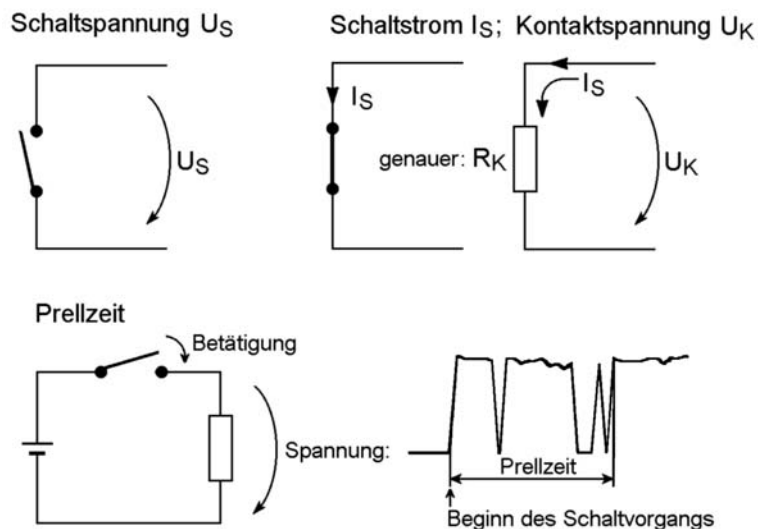 Schaltspannung US
Schaltstrom IS; Kontaktspannung UK
US
IS
genauer: RK
IS
UK
Prellzeit
Betätigung
Spannung:
Prellzeit
Beginn des Schaltvorgangs